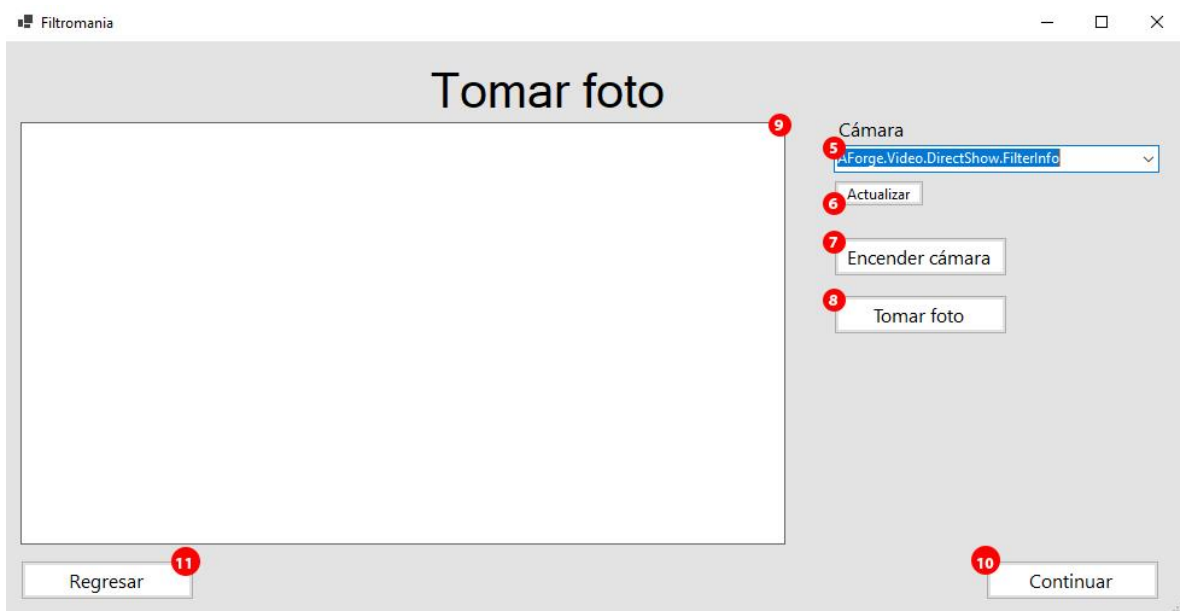 Filtromania
Tomar foto
9
Cámara
5
AForge.Video.DirectShow.FilterInfo
6
Actualizar
7
Encender cámara
8
Tomar foto
11
Regresar
10
Continuar